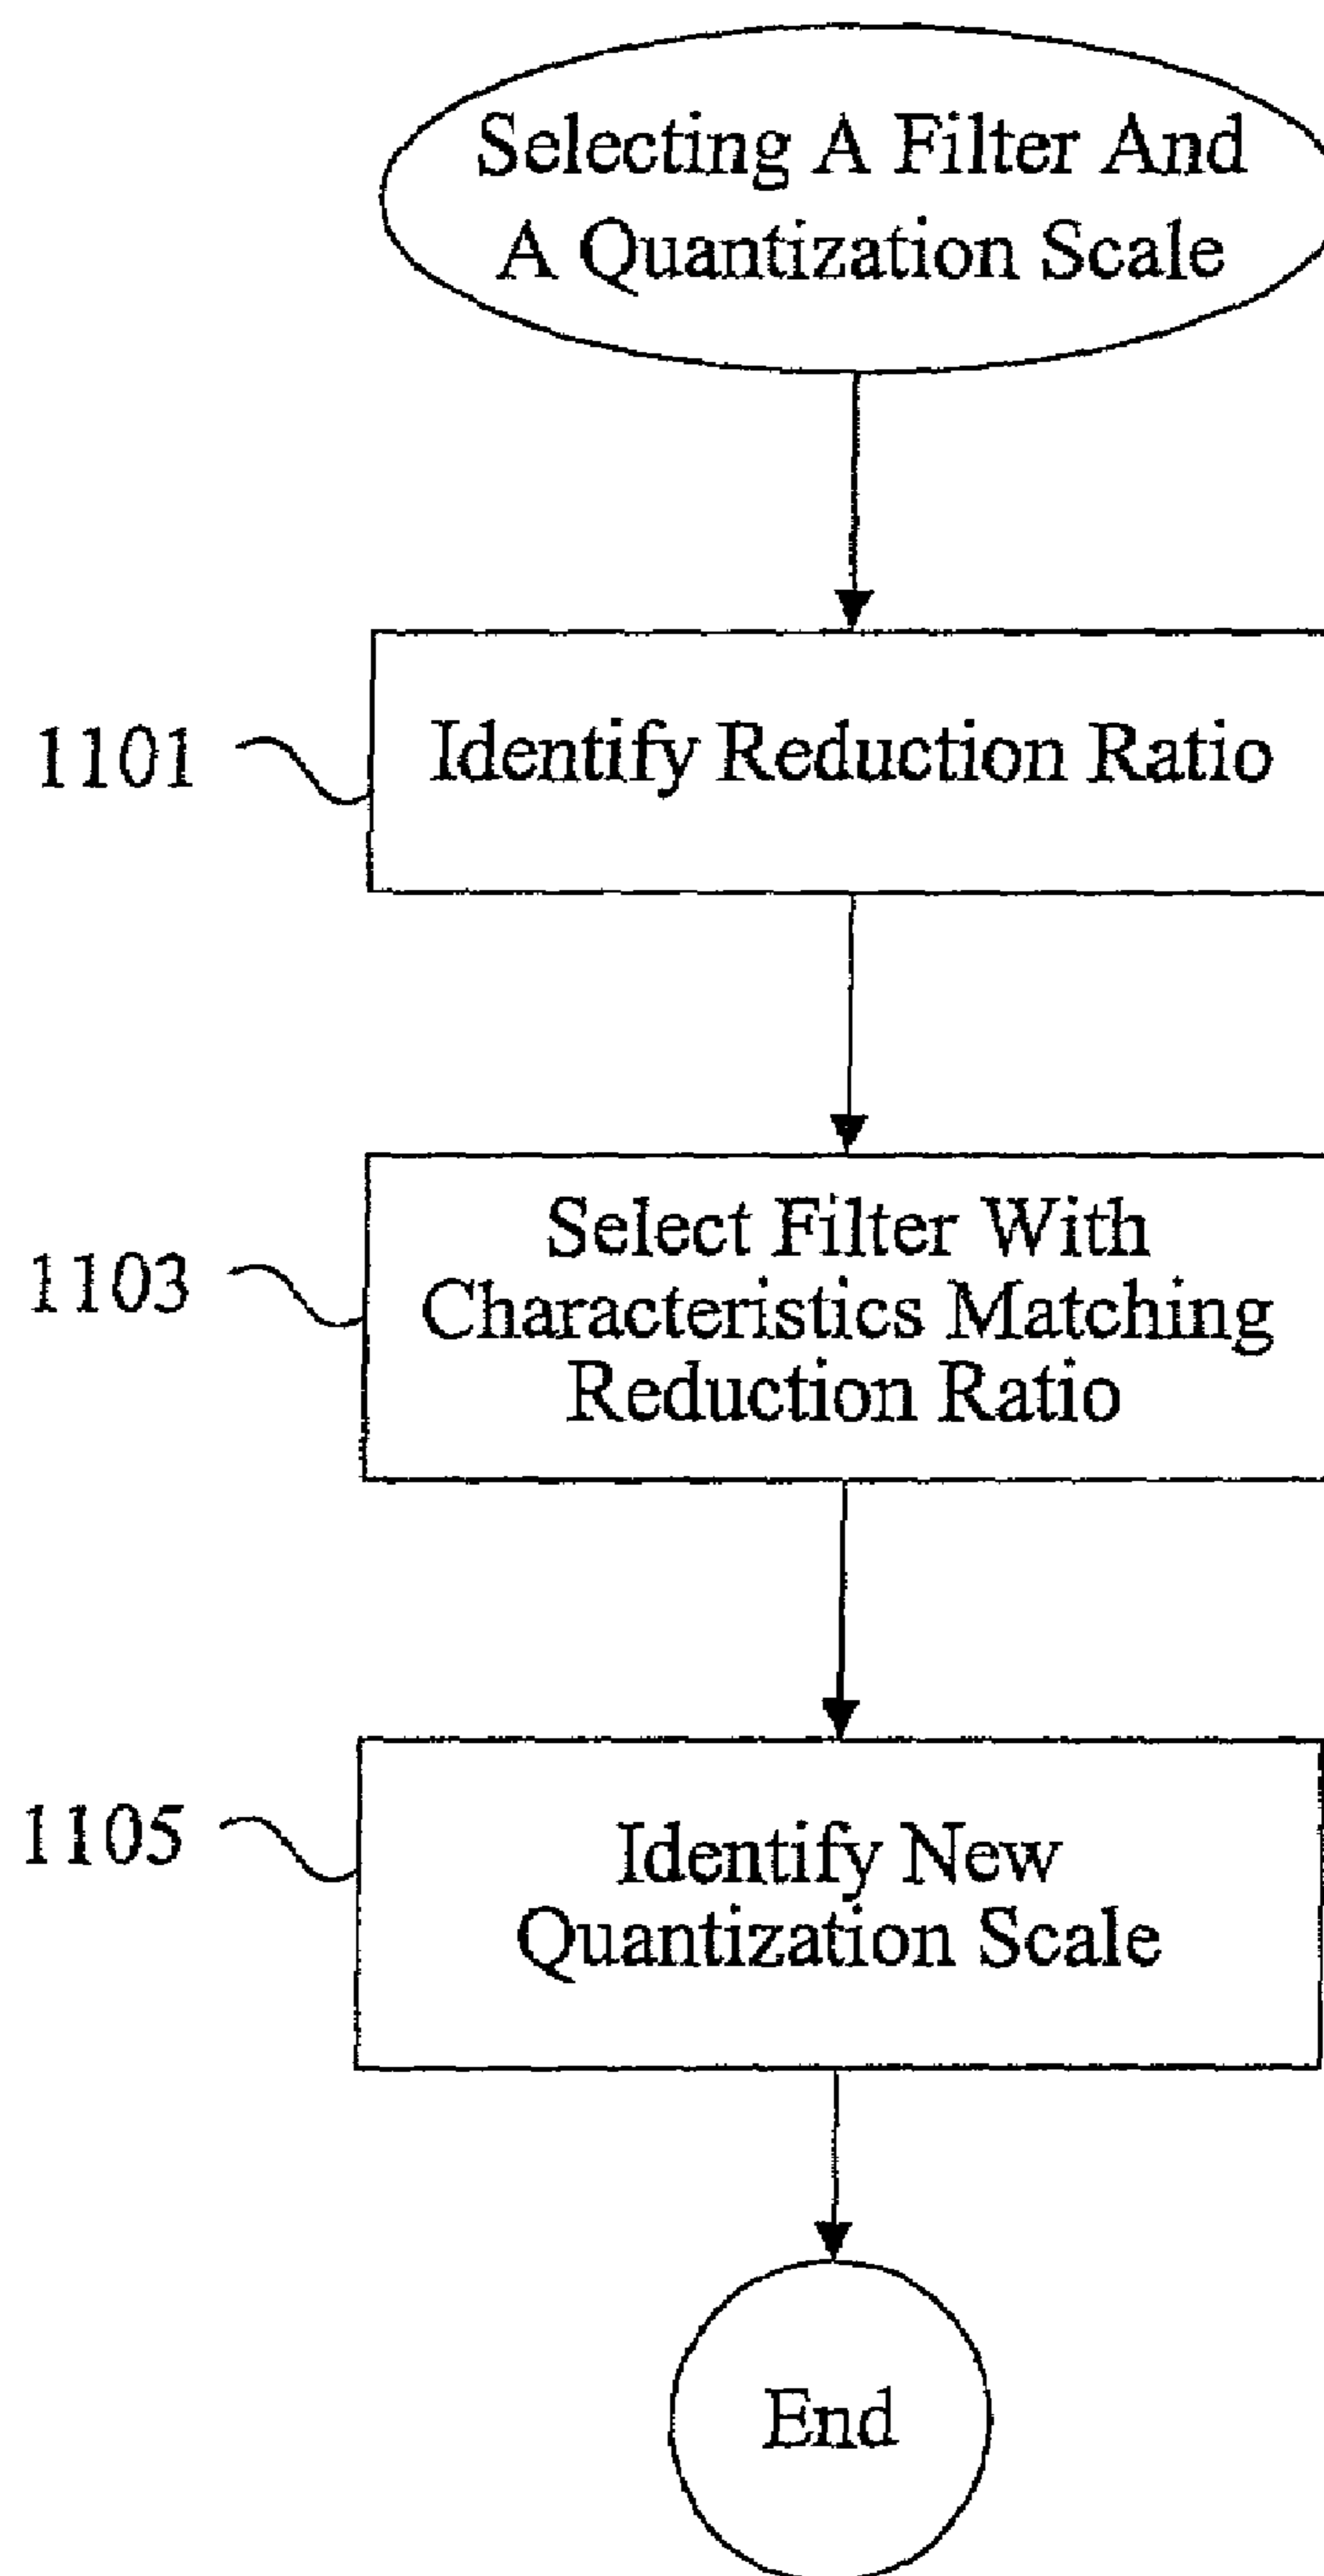 Selecting A Filter And
A Quantization Scale
1101
Identify Reduction Ratio
1103
Select Filter With
Characteristics Matching
Reduction Ratio
1105
Identify New
Quantization Scale
End